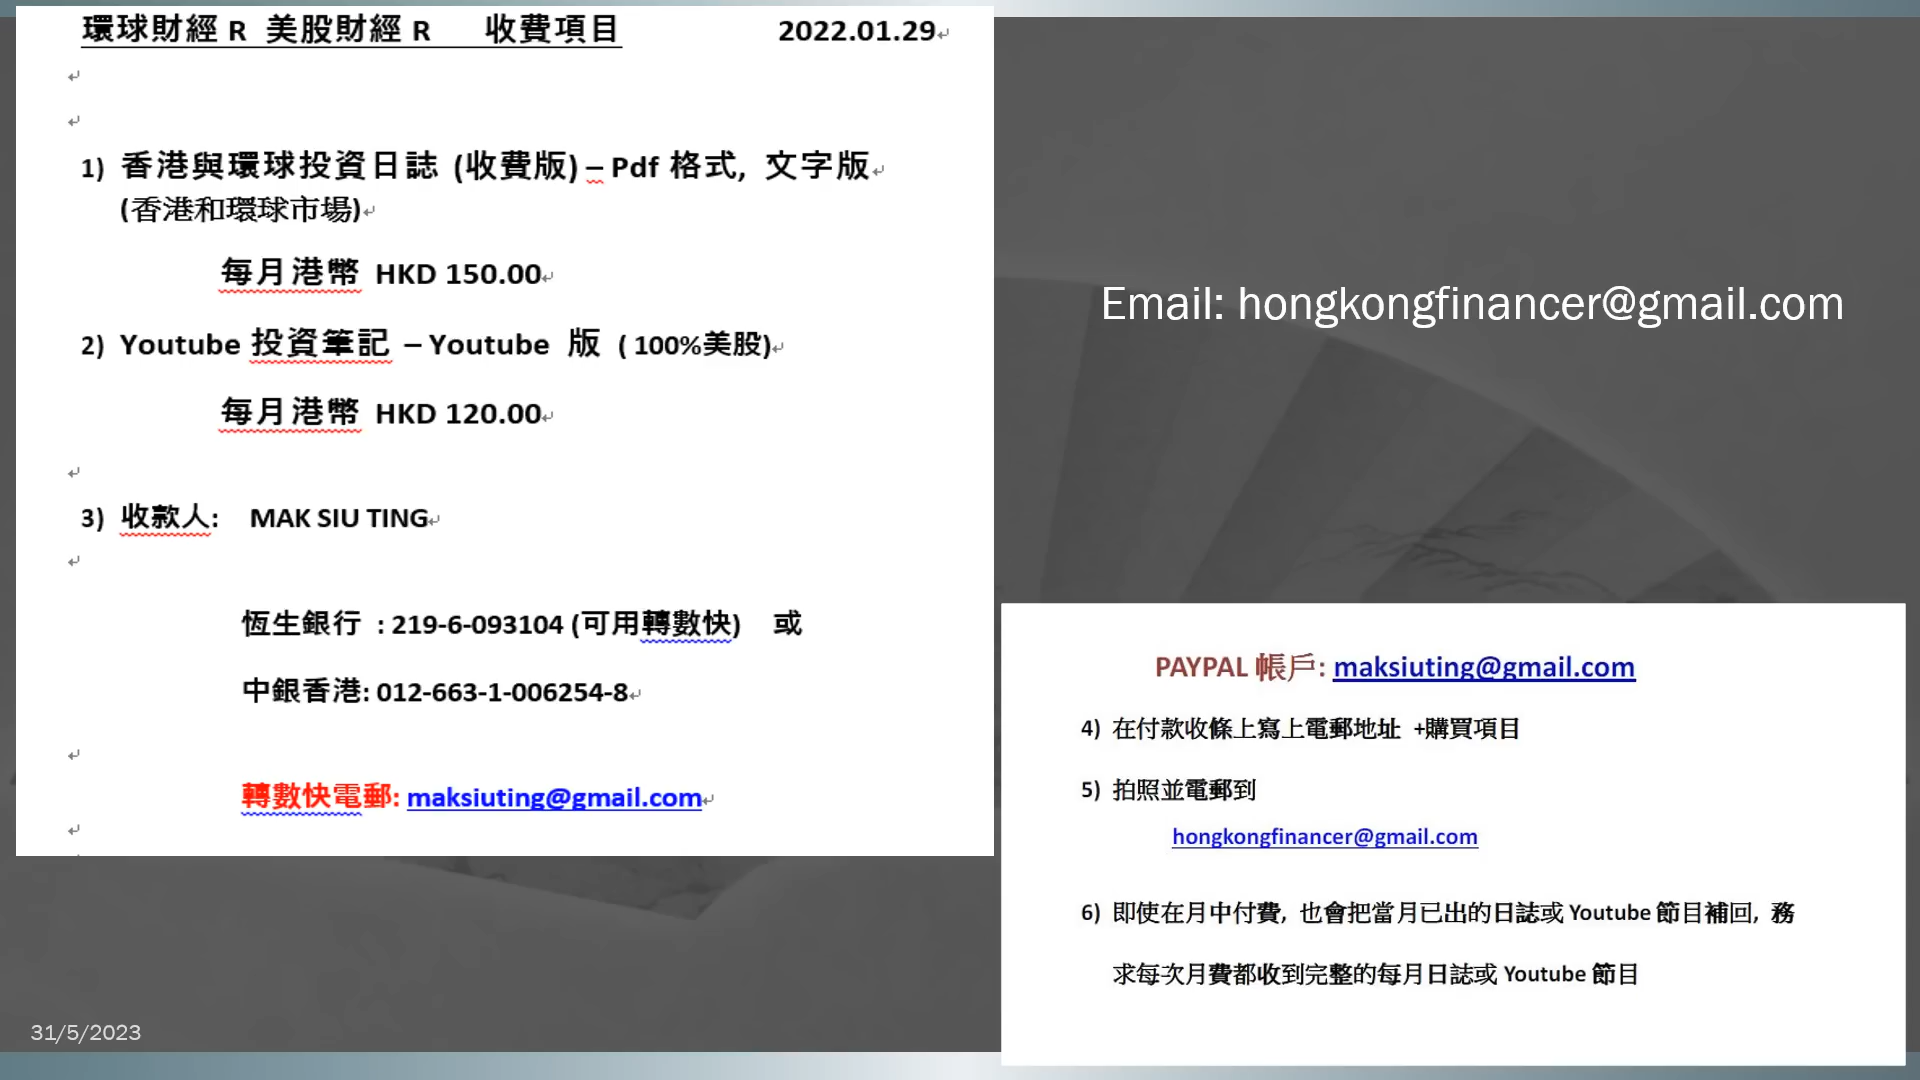 環球財經 R 美股財經 R 收費項目 2022.01.29
1) 香港與環球投資日誌 (收費版) – Pdf 格式, 文字版
(香港和環球市場)
每月港幣 HKD 150.00
2) Youtube 投資筆記 – Youtube 版 ( 100%美股)
每月港幣 HKD 120.00
3) 收款人: MAK SIU TING
恆生銀行 : 219-6-093104 (可用轉數快) 或
中銀香港: 012-663-1-006254-8
轉數快電郵: maksiuting@gmail.com
31/5/2023
Email: hongkongfinancer@gmail.com
PAYPAL 帳戶: maksiuting@gmail.com
4) 在付款收條上寫上電郵地址 +購買項目
5) 拍照並電郵到
hongkongfinancer@gmail.com
6) 即使在月中付費, 也會把當月已出的日誌或 Youtube 節目補回, 務
求每次月費都收到完整的每月日誌或 Youtube 節目